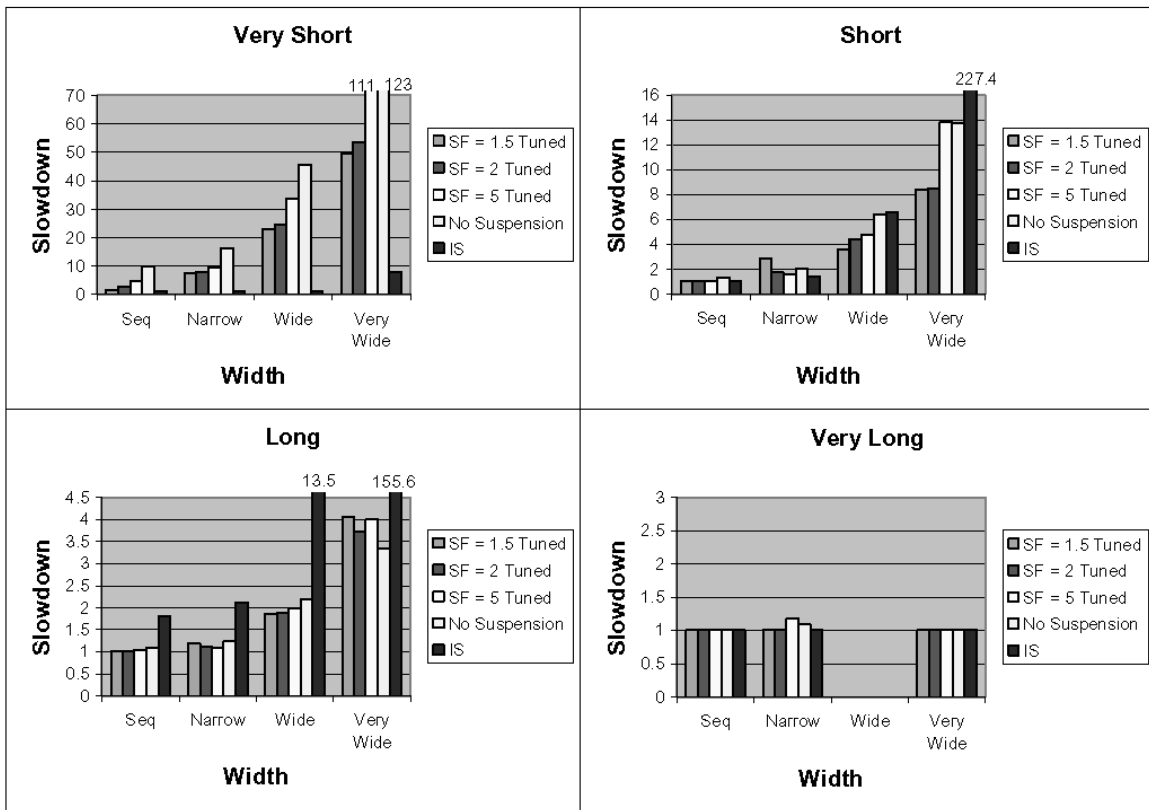 Very Short
111 123
70
60
50
40
30
20
10
0
Slowdown
Seq Narrow Wide Very Wide
Width
SF = 1.5 Tuned
SF = 2 Tuned
SF = 5 Tuned
No Suspension
IS
Short
227.4
16
14
12
10
8
6
4
2
0
Slowdown
Seq Narrow Wide Very Wide
Width
SF = 1.5 Tuned
SF = 2 Tuned
SF = 5 Tuned
No Suspension
IS
Long
13.5 155.6
4.5
4
3.5
3
2.5
2
1.5
1
0.5
0
Slowdown
Seq Narrow Wide Very Wide
Width
SF = 1.5 Tuned
SF = 2 Tuned
SF = 5 Tuned
No Suspension
IS
Very Long
3
2.5
2
1.5
1
0.5
0
Slowdown
Seq Narrow Wide Very Wide
Width
SF = 1.5 Tuned
SF = 2 Tuned
SF = 5 Tuned
No Suspension
IS